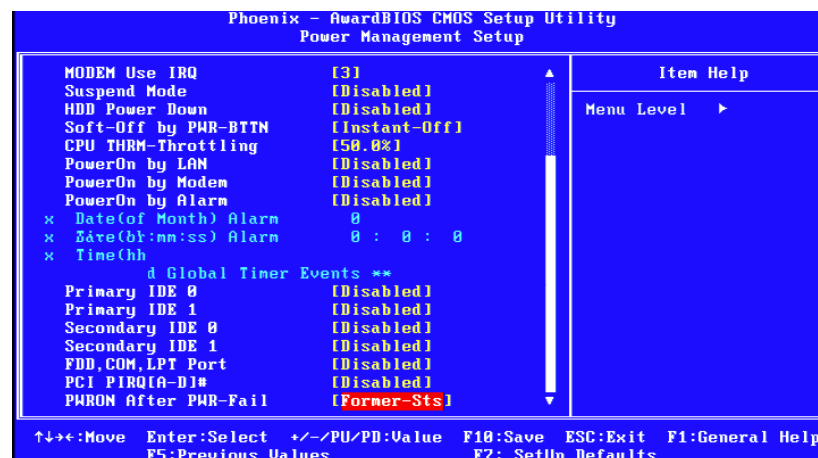 Phoenix - AwardBIOS CMOS Setup Utility
Power Management Setup
MODEM Use IRQ [3]
Suspend Mode [Disabled]
HDD Power Down [Disabled]
Soft-Off by PWR-BTTN [Instant-Off]
CPU THRM-Throttling [50.0%]
PowerOn by LAN [Disabled]
PowerOn by Modem [Disabled]
PowerOn by Alarm [Disabled]
x Date(of Month) Alarm 0
x :mm:ss) Alarm 0 : 0 : 0
x Time(hh
d Global Timer Events **
Primary IDE 0 [Disabled]
Primary IDE 1 [Disabled]
Secondary IDE 0 [Disabled]
Secondary IDE 1 [Disabled]
FDD,COM,LPT Port [Disabled]
PCI PIRQ[A-D]# [Disabled]
PWRON After PWR-Fail [Former-Sts]
Item Help
Menu Level ►
↑↓→←:Move Enter:Select +/-/PU/PD:Value F10:Save ESC:Exit F1:General Help
F5:Previous Values F7: SetUp Defaults